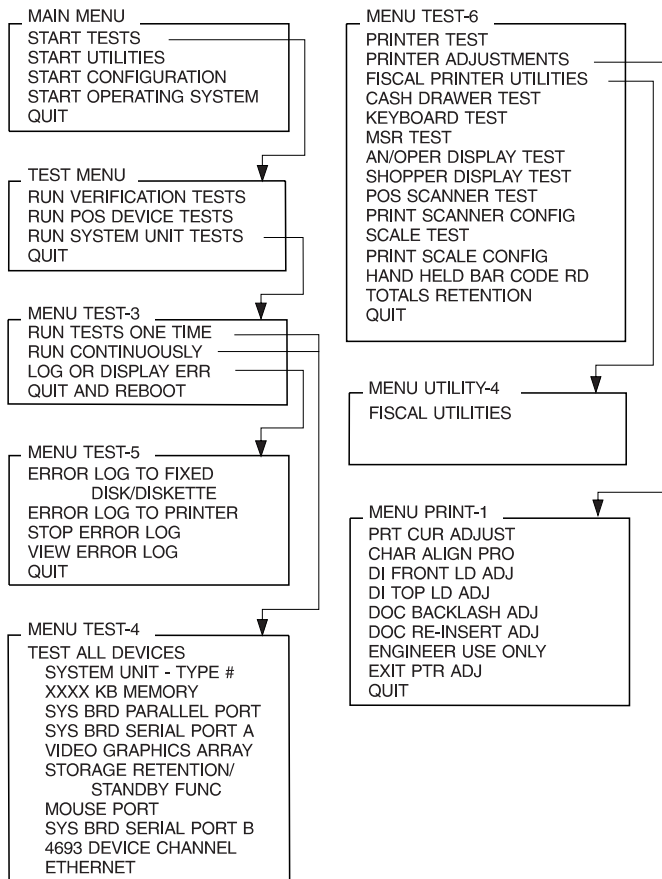 MAIN MENU
START TESTS
START UTILITIES
START CONFIGURATION
START OPERATING SYSTEM
QUIT
TEST MENU
RUN VERIFICATION TESTS
RUN POS DEVICE TESTS
RUN SYSTEM UNIT TESTS
QUIT
MENU TEST-3
RUN TESTS ONE TIME
RUN CONTINUOUSLY
LOG OR DISPLAY ERR
QUIT AND REBOOT
MENU TEST-5
ERROR LOG TO FIXED
DISK/DISKETTE
ERROR LOG TO PRINTER
STOP ERROR LOG
VIEW ERROR LOG
QUIT
MENU TEST-4
TEST ALL DEVICES
SYSTEM UNIT - TYPE #
XXXX KB MEMORY
SYS BRD PARALLEL PORT
SYS BRD SERIAL PORT A
VIDEO GRAPHICS ARRAY
STORAGE RETENTION/
STANDBY FUNC
MOUSE PORT
SYS BRD SERIAL PORT B
4693 DEVICE CHANNEL
ETHERNET
MENU TEST-6
PRINTER TEST
PRINTER ADJUSTMENTS
FISCAL PRINTER UTILITIES
CASH DRAWER TEST
KEYBOARD TEST
MSR TEST
AN/OPER DISPLAY TEST
SHOPPER DISPLAY TEST
POS SCANNER TEST
PRINT SCANNER CONFIG
SCALE TEST
PRINT SCALE CONFIG
HAND HELD BAR CODE RD
TOTALS RETENTION
QUIT
MENU UTILITY-4
FISCAL UTILITIES
MENU PRINT-1
PRT CUR ADJUST
CHAR ALIGN PRO
DI FRONT LD ADJ
DI TOP LD ADJ
DOC BACKLASH ADJ
DOC RE-INSERT ADJ
ENGINEER USE ONLY
EXIT PTR ADJ
QUIT